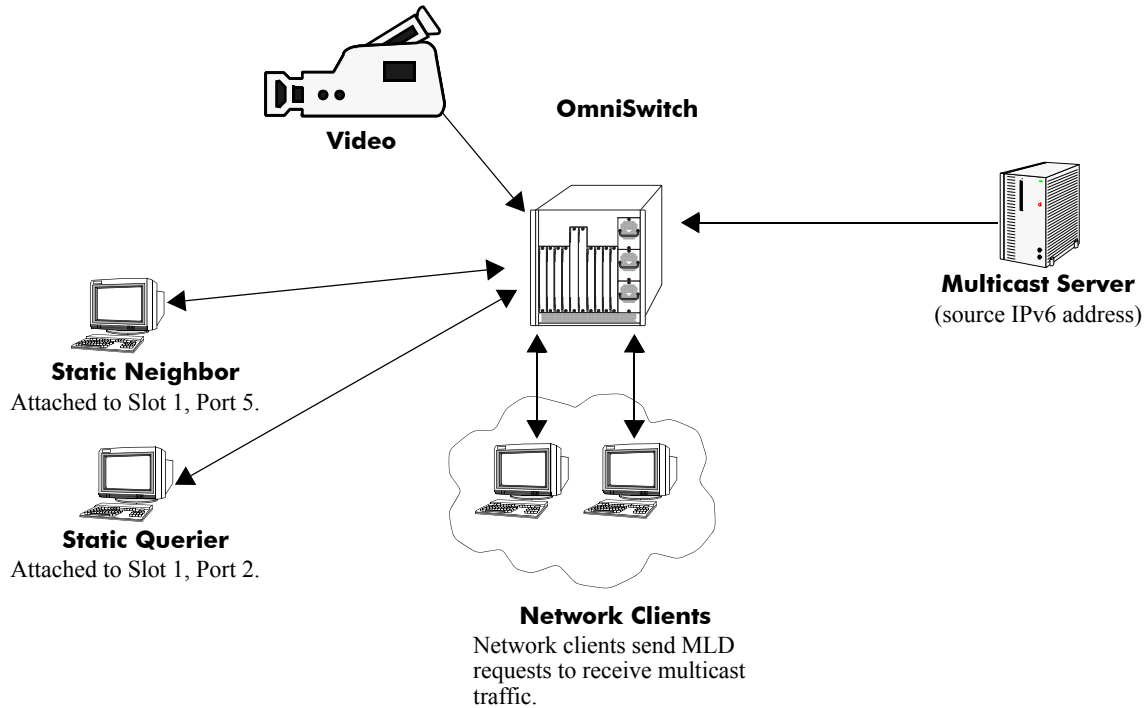 OmniSwitch
Video
Multicast Server
(source IPv6 address)
Static Neighbor
Attached to Slot 1, Port 5.
Static Querier
Attached to Slot 1, Port 2.
Network Clients
Network clients send MLD
requests to receive multicast
traffic.